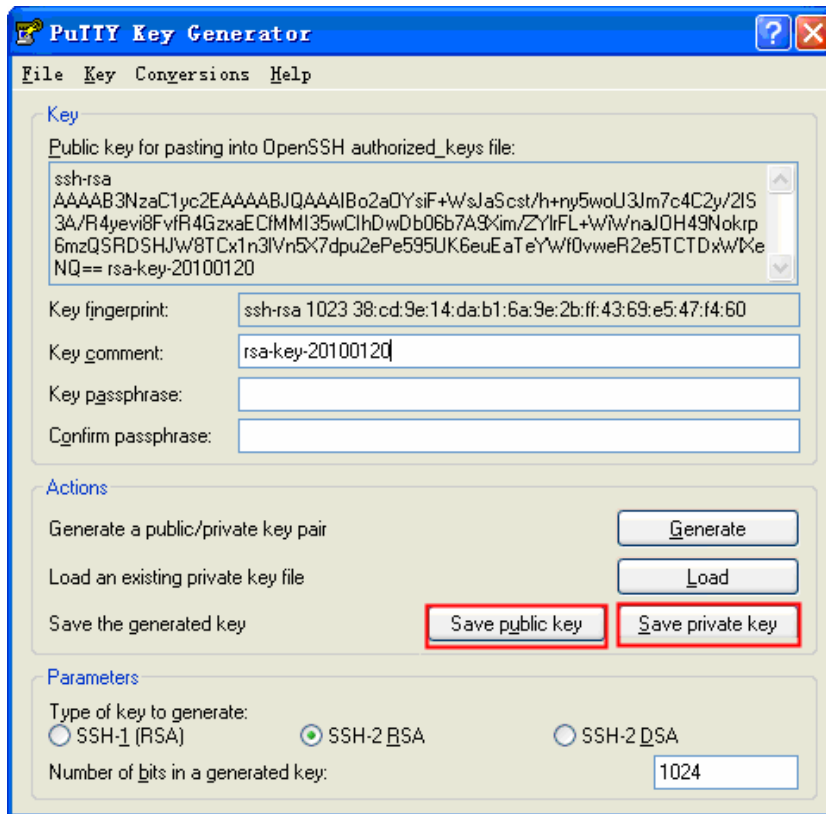 PuTTY Key Generator
File Key Conversions Help
Key
Public key for pasting into OpenSSH authorized_keys file:
ssh-rsa
AAAAB3NzaC1yc2EAAAABJQAAAIBo2aOYsiF+WsJaScst/h+ny5woU3Jm7c4C2y/2IS
3A/R4yevi8FvfR4GzxaECfMMI35wClhDwDb06b7A9Xim/ZYIrFL+WiWnaJOH49Nokrp
6mzQSRDSHJW8TCx1n3IVn5X7dpu2ePe595UK6euEaTeYWf0vweR2e5TCTDxWlXe
NQ== rsa-key-20100120
Key fingerprint: ssh-rsa 1023 38:cd:9e:14:da:b1:6a:9e:2b:ff:43:69:e5:47:f4:60
Key comment: rsa-key-20100120
Key passphrase:
Confirm passphrase:
Actions
Generate a public/private key pair Generate
Load an existing private key file Load
Save the generated key Save public key Save private key
Parameters
Type of key to generate:
SSH-1 (RSA) SSH-2 RSA SSH-2 DSA
Number of bits in a generated key: 1024